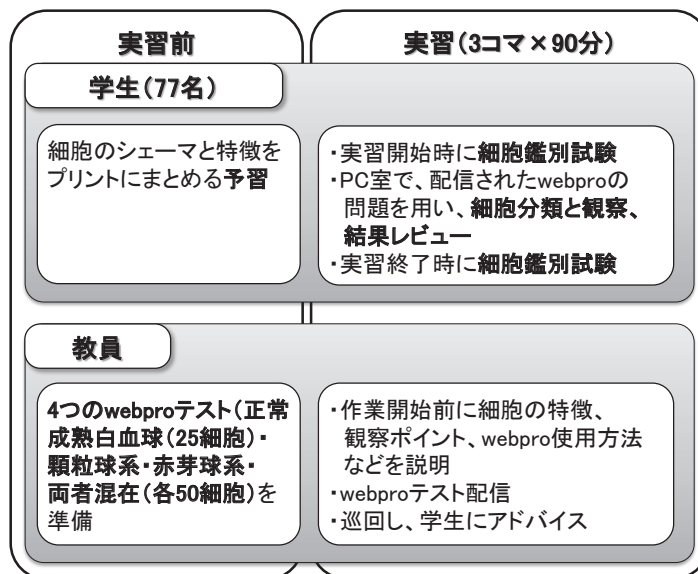 実習前
実習(3コマ×90分)
学生(77名)
細胞のシェーマと特徴を
プリントにまとめる予習
・実習開始時に細胞鑑別試験
・PC室で、配信されたwebproの
問題を用い、細胞分類と観察、
結果レビュー
・実習終了時に細胞鑑別試験
教員
4つのwebproテスト(正常
成熟白血球(25細胞)・
顆粒球系・赤芽球系・
両者混在(各50細胞)を
準備
・作業開始前に細胞の特徴、
観察ポイント、webpro使用方法
などを説明
・webproテスト配信
・巡回し、学生にアドバイス